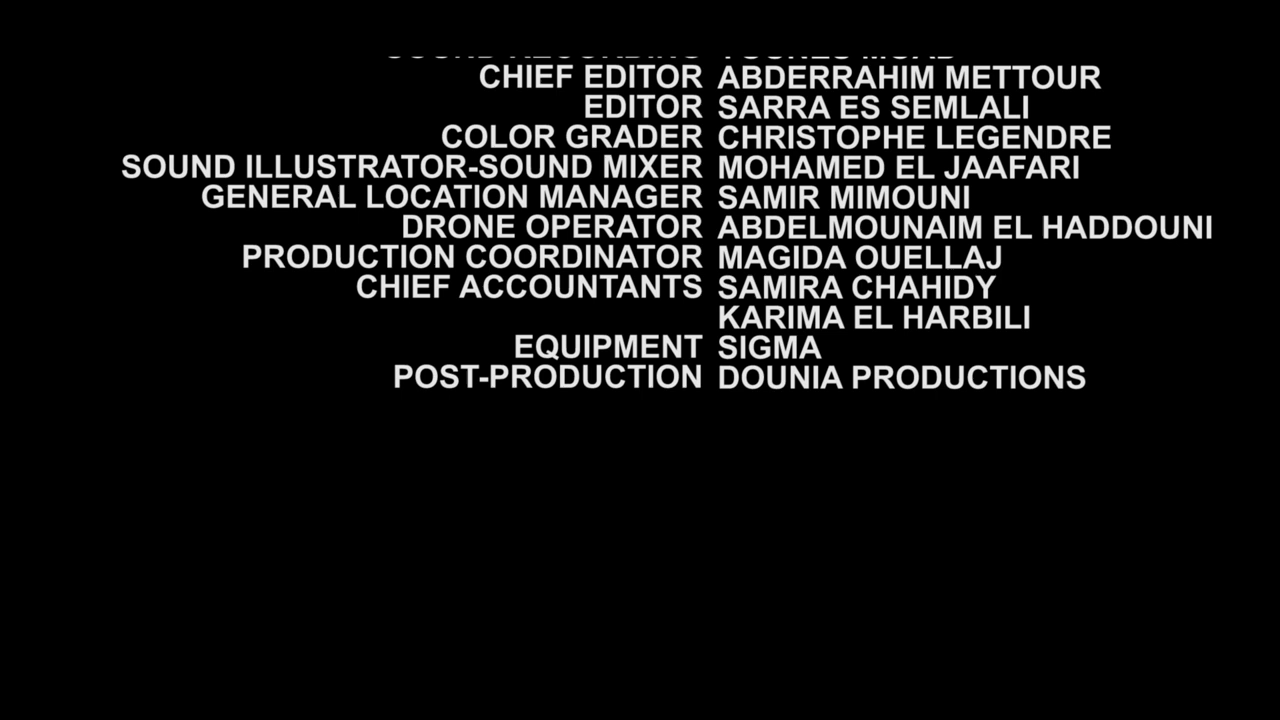 CHIEF EDITOR ABDERRAHIM METTOUR
EDITOR SARRA ES SEMLALI
COLOR GRADER CHRISTOPHE LEGENDRE
SOUND ILLUSTRATOR-SOUND MIXER MOHAMED EL JAAFARI
GENERAL LOCATION MANAGER SAMIR MIMOUNI
DRONE OPERATOR ABDELMOUNAIM EL HADDOUNI
PRODUCTION COORDINATOR MAGIDA OUELLAJ
CHIEF ACCOUNTANTS SAMIRA CHAHIDY
KARIMA EL HARBILI
EQUIPMENT SIGMA
POST-PRODUCTION DOUNIA PRODUCTIONS